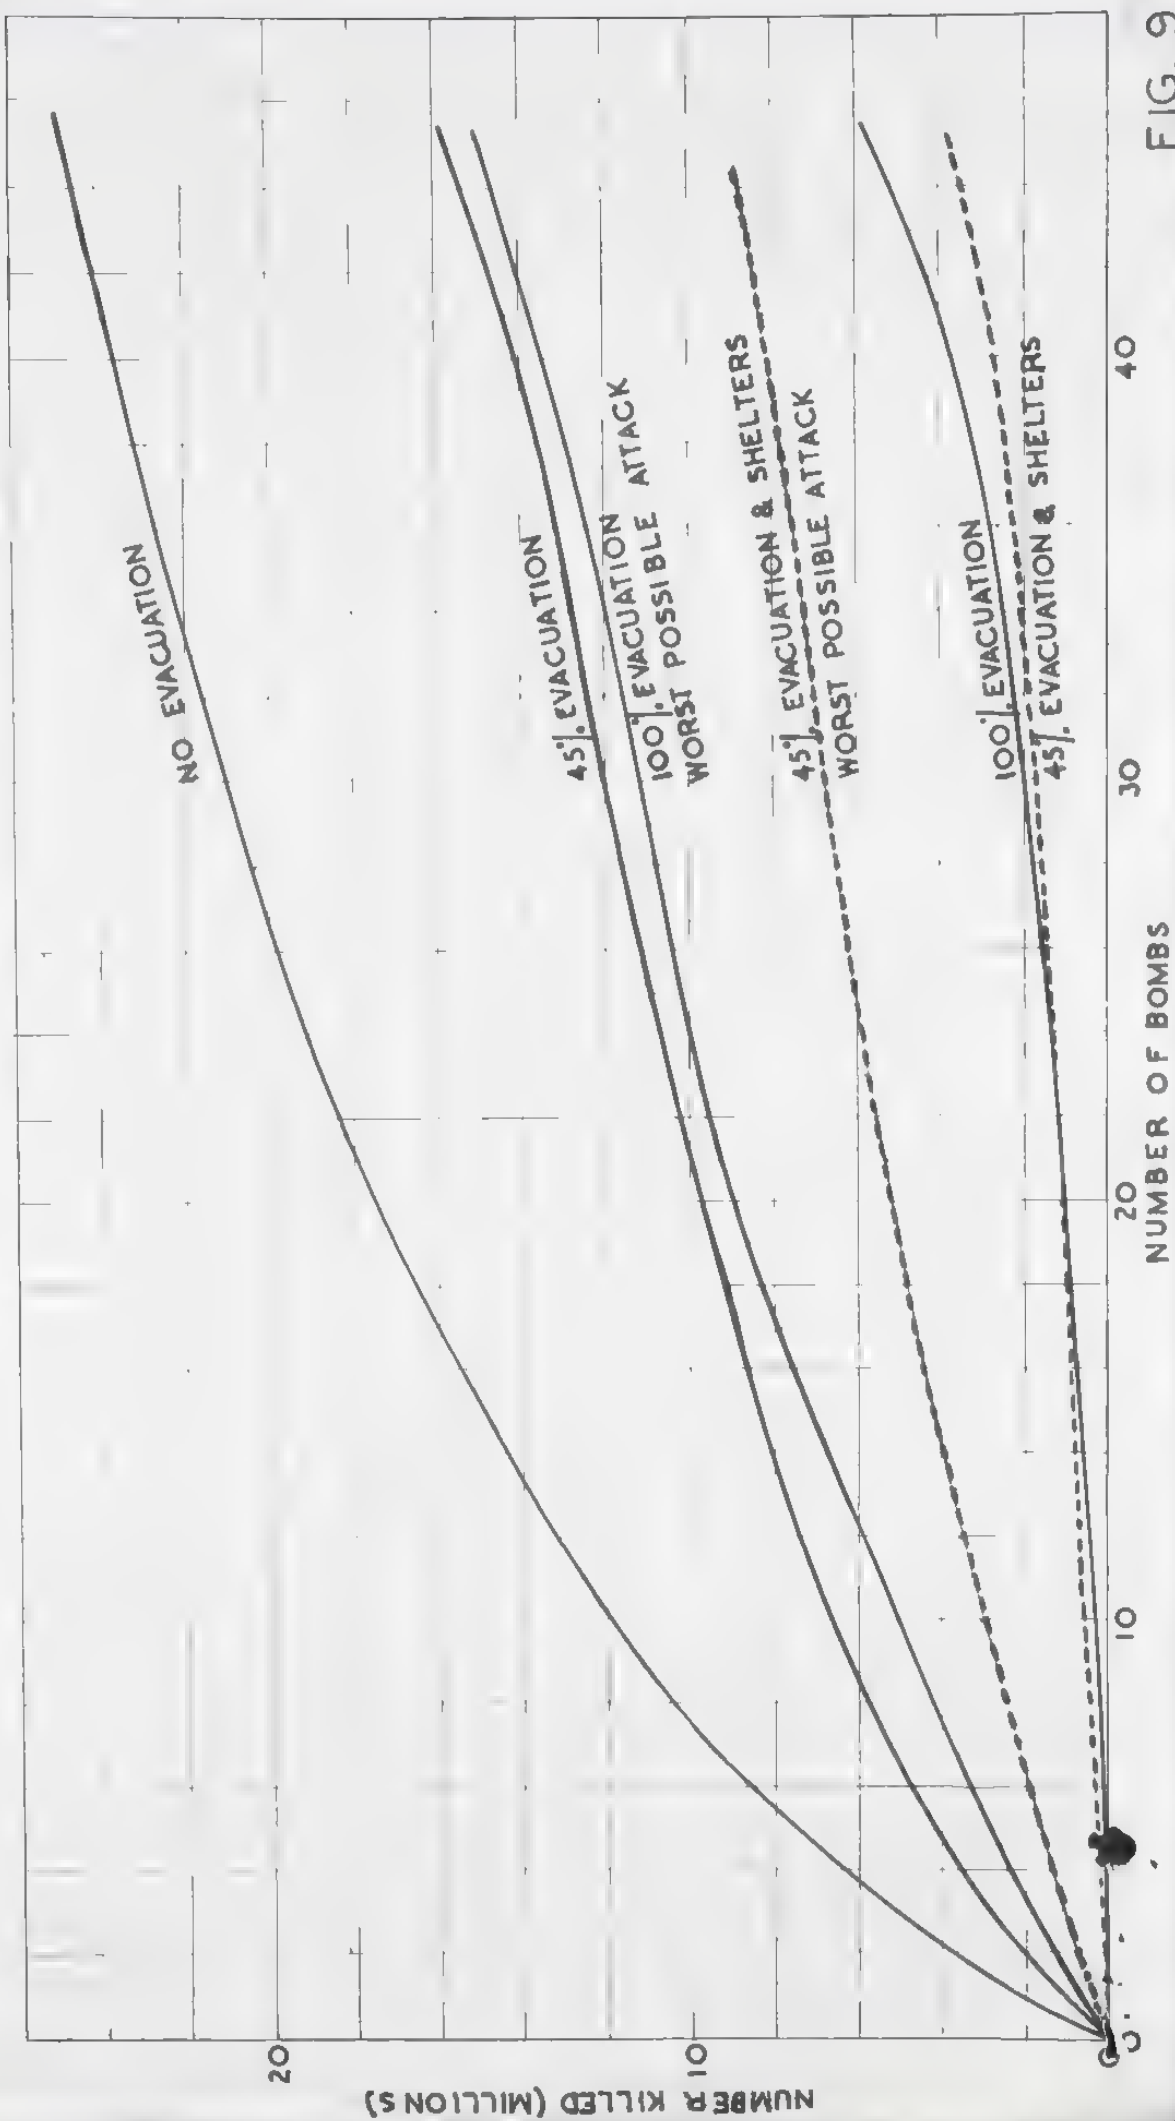 NUMBER KILLED (MILLIONS)
20
10
0
NO EVACUATION
45%. EVACUATION
100%. EVACUATION
WORST POSSIBLE ATTACK
45%. EVACUATION & SHELTERS
WORST POSSIBLE ATTACK
100%. EVACUATION
45%. EVACUATION & SHELTERS
0
10
20
30
40
NUMBER OF BOMBS
FIG. 9